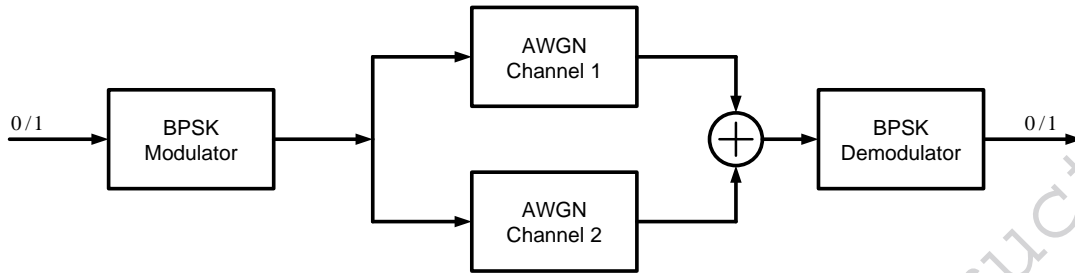 0/1
BPSK
Modulator
AWGN
Channel 1
AWGN
Channel 2
BPSK
Demodulator
0/1